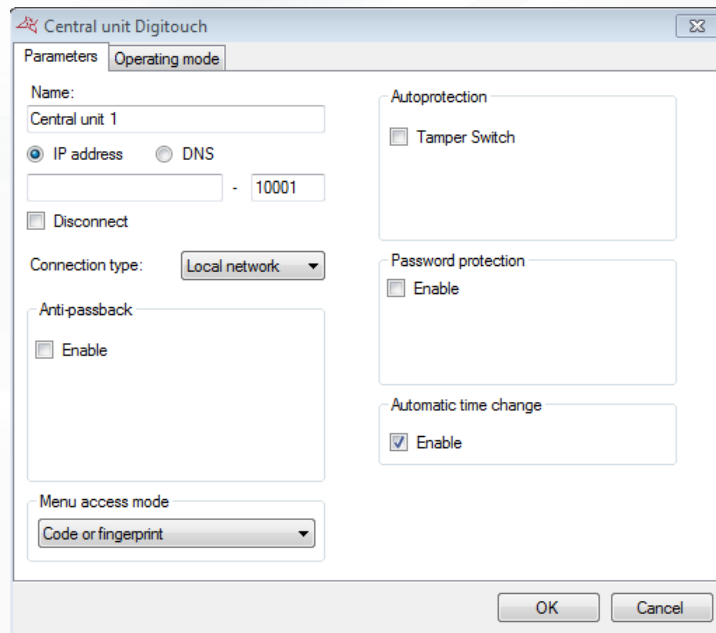 Central unit Digitouch
Parameters
Operating mode
Name:
Central unit 1
IP address
DNS
- 10001
Disconnect
Connection type: Local network
Anti-passback
Enable
Menu access mode
Code or fingerprint
Autoprotection
Tamper Switch
Password protection
Enable
Automatic time change
Enable
OK
Cancel